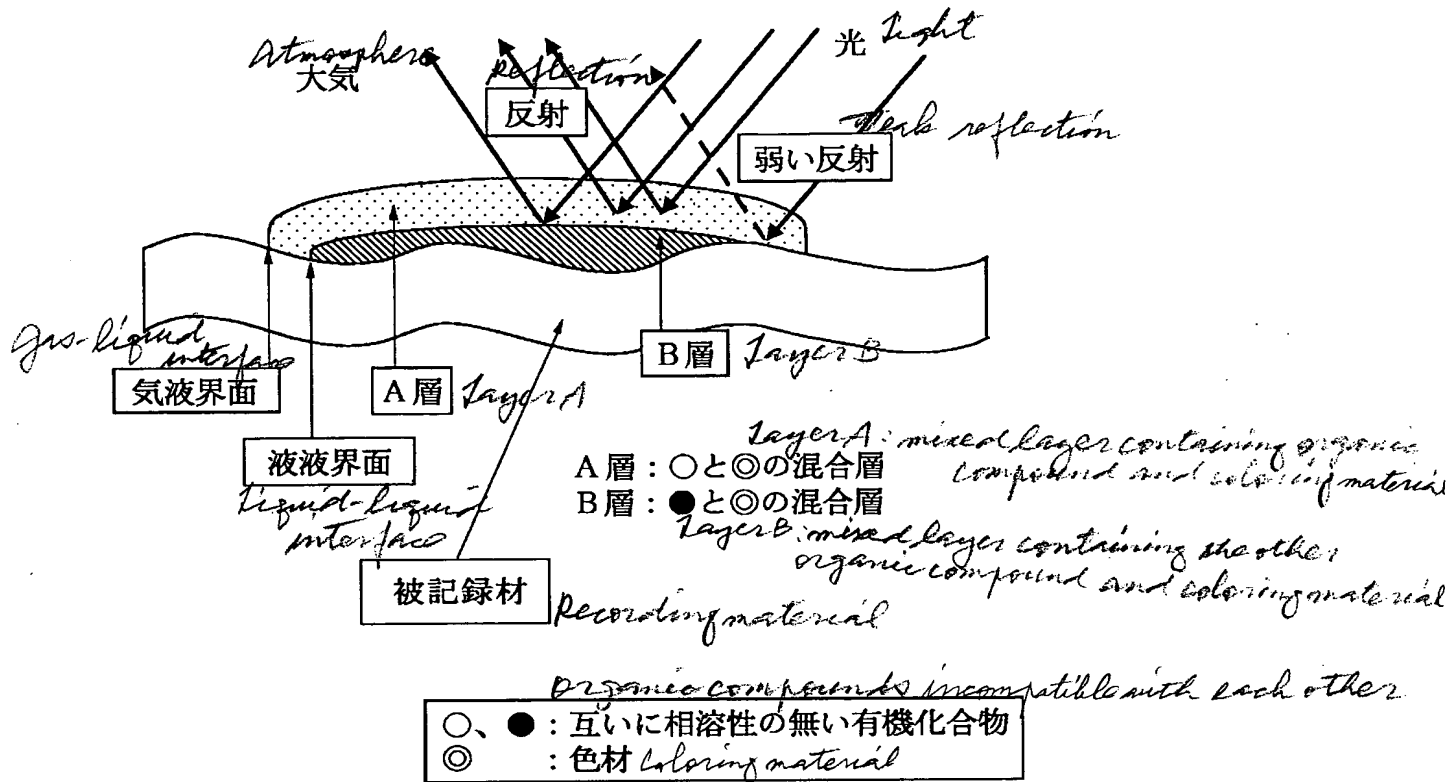 Atmosphere
大気
Reflection
反射
光 Light
Weak reflection
弱い反射
Gas-liquid
interface
気液界面
A層 Layer A
B層 Layer B
液液界面
Liquid-liquid
interface
Layer A: mixed layer containing organic
compound and coloring material
A層：○と◎の混合層
B層：●と◎の混合層
Layer B: mixed layer containing the other
organic compound and coloring material
被記録材
Recording material
organic compounds incompatible with each other
○、●：互いに相溶性の無い有機化合物
◎　：色材 coloring material